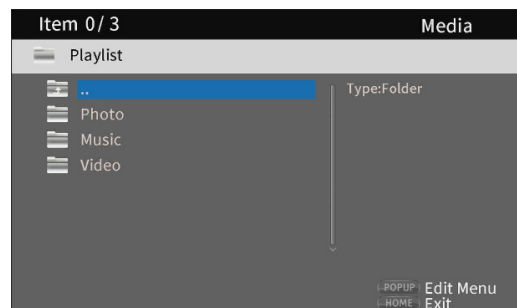 Item 0/3 Media
Playlist
..
Type:Folder
Photo
Music
Video
POPUP Edit Menu
HOME Exit